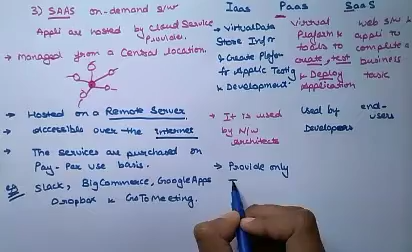 3) SAAS on-demand s/w
Appli are hosted by Cloud Service
Provider.
→ Managed from a Central location.
→ Hosted on a Remote Server
→ Accessible over the internet
→ The Services are purchased on
Pay-Per use basis.
eg Slack, BigCommerce, Google Apps
Dropbox & GoToMeeting.
Iaas Paas SaaS
→ Virtual Data
Store Infor
& Create Platfor
for Applic Testing
& Development.
Virtual
Platform &
tools to
create, test
& Deploy
application
web s/w &
appli to
complete a
business
task
→ It is used
by N/w
architects
Used by
Developers
end-
users
→ Provide only